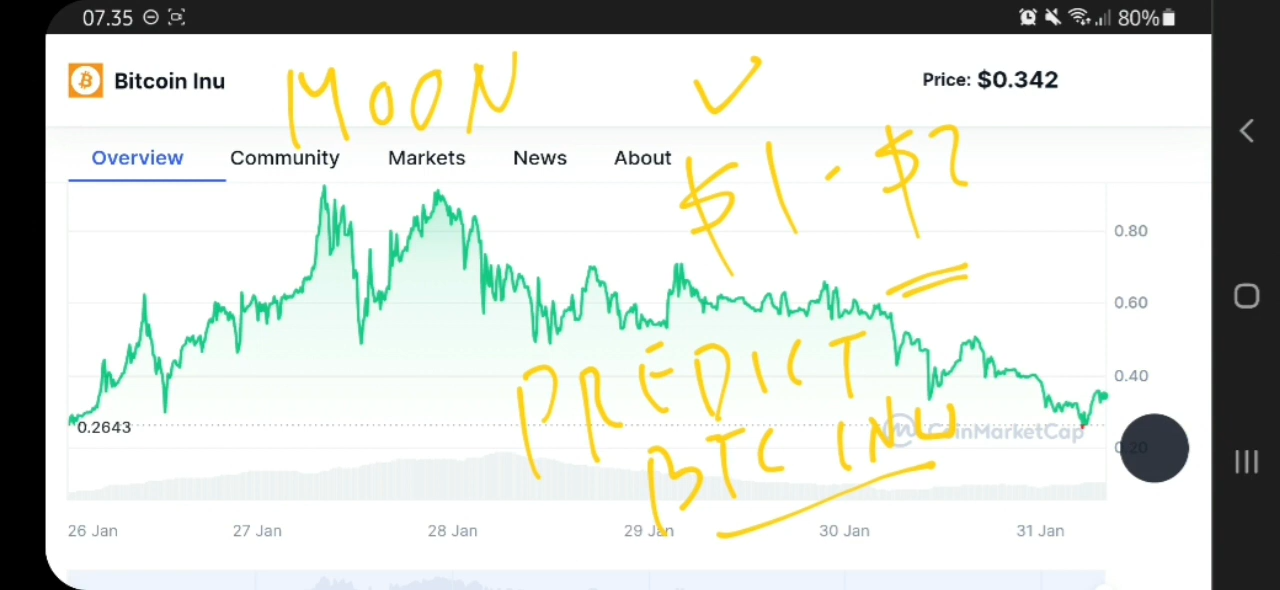 07.35 80%
Bitcoin Inu Price: $0.342
MOON
Overview Community Markets News About
$1 - $2
0.80
0.60
0.40
0.20
0.2643
PREDICT
BTC INU
CoinMarketCap
26 Jan 27 Jan 28 Jan 29 Jan 30 Jan 31 Jan